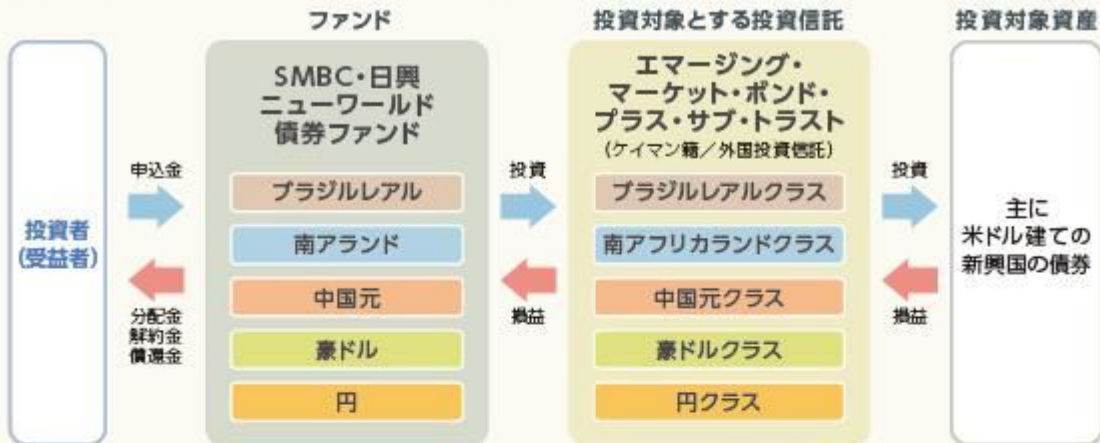 ファンド
投資対象とする投資信託
投資対象資産
投資者
(受益者)
申込金
分配金
解約金
償還金
SMBC・日興
ニューワールド
債券ファンド
ブラジルレアル
南アランド
中国元
豪ドル
円
投資
損益
エマージング・
マーケット・ボンド・
プラス・サブ・トラスト
(ケイマン籍/外国投資信託)
ブラジルレアルクラス
南アフリカランドクラス
中国元クラス
豪ドルクラス
円クラス
投資
損益
主に
米ドル建ての
新興国の債券